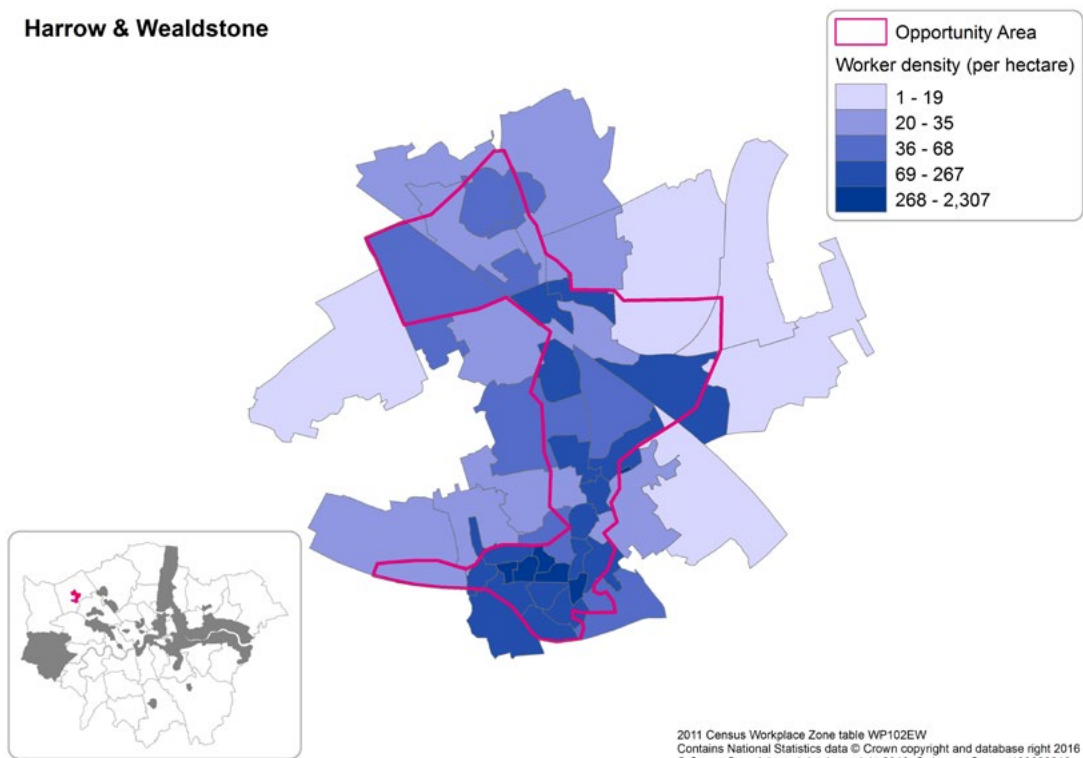 Harrow & Wealdstone
Opportunity Area
Worker density (per hectare)
1 - 19
20 - 35
36 - 68
69 - 267
268 - 2,307
2011 Census Workplace Zone table WP102EW
Contains National Statistics data © Crown copyright and database right 2016